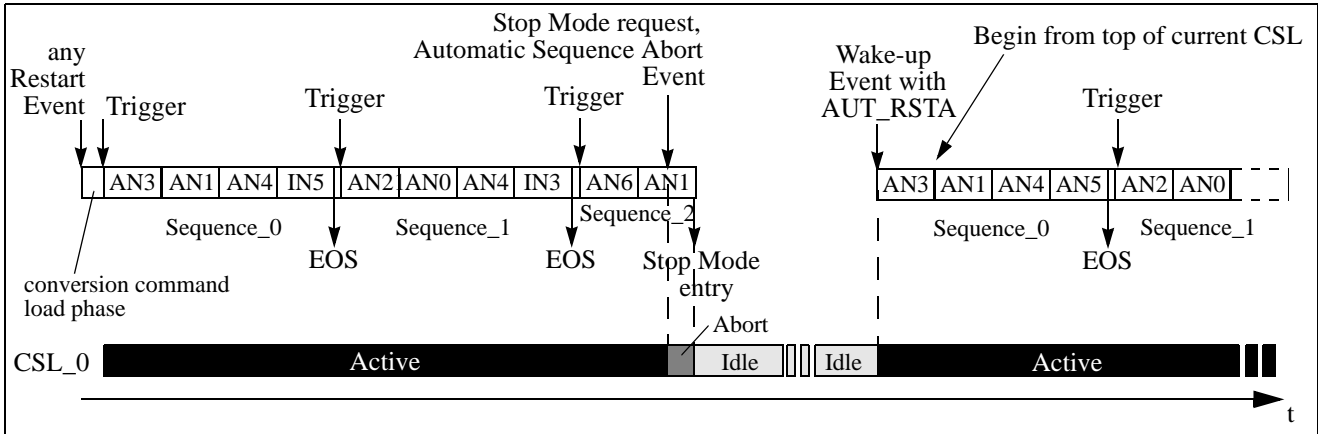 any
Restart
Event
Trigger
Trigger
Stop Mode request,
Automatic Sequence Abort
Event
Trigger
Wake-up
Event with
AUT_RSTA
Begin from top of current CSL
Trigger
AN3 AN1 AN4 IN5 AN21AN0 AN4 IN3 AN6 AN1
AN3 AN1 AN4 AN5 AN2 AN0
Sequence_0
Sequence_1
Sequence_2
Sequence_0
Sequence_1
EOS
EOS
Stop Mode
entry
EOS
conversion command
load phase
Abort
CSL_0
Active
Idle
Idle
Active
t